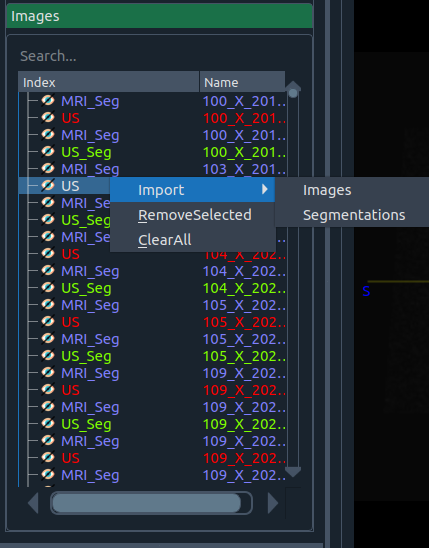 Images
Search...
Index Name
MRI_Seg 100_X_201..
US 100_X_201..
MRI_Seg 100_X_201..
US_Seg 100_X_201..
MRI_Seg 103_X_201..
US Import Images
MRI_Se
US_Seg RemoveSelected Segmentations
MRI_Se ClearAll
US 104_X_202..
MRI_Seg 104_X_202..
US_Seg 104_X_202..
MRI_Seg 105_X_202..
US 105_X_202..
MRI_Seg 105_X_202..
US_Seg 105_X_202..
MRI_Seg 109_X_202..
US 109_X_202..
MRI_Seg 109_X_202..
US_Seg 109_X_202..
MRI_Seg 109_X_202..
US 109_X_202..
MRI_Seg 109_X_202..
S